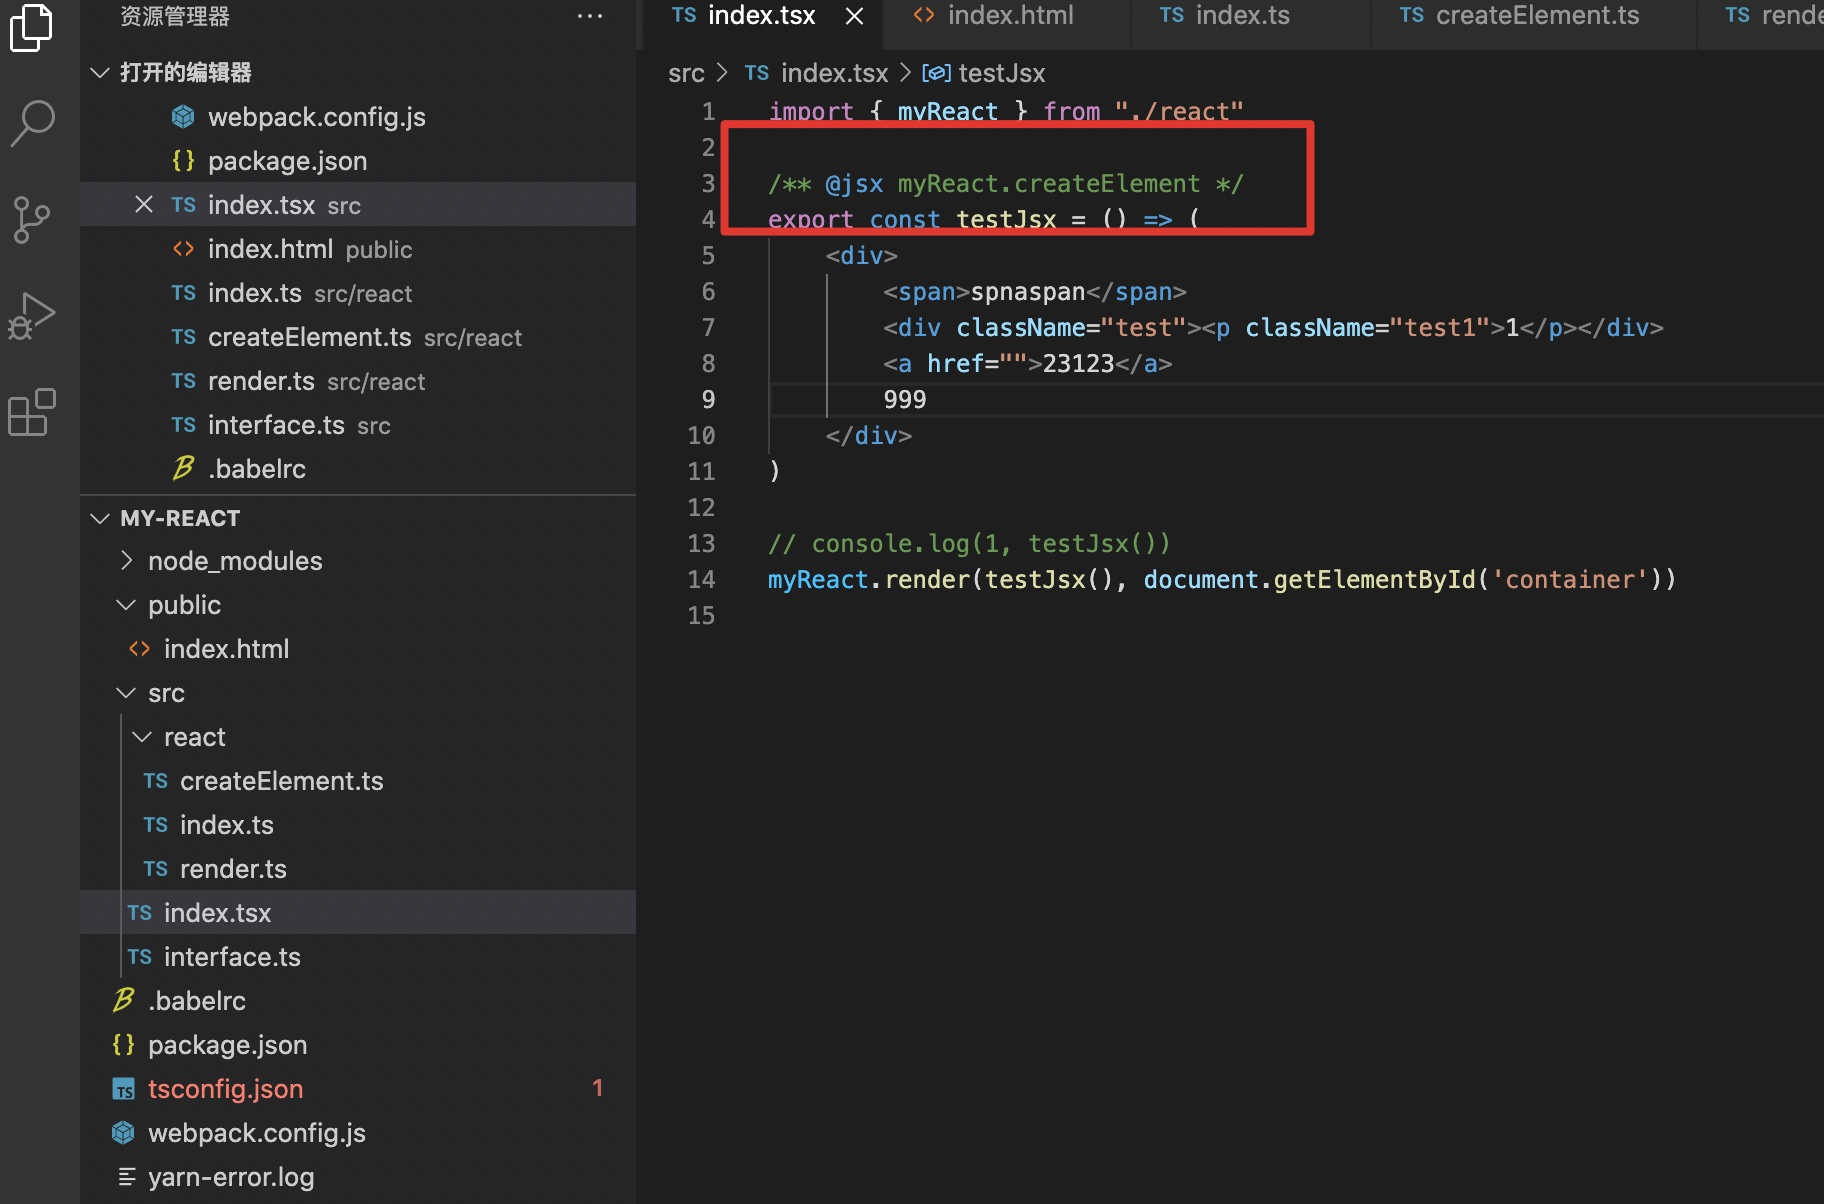 资源管理器
打开的编辑器
webpack.config.js
{} package.json
TS index.tsx src
<> index.html public
TS index.ts src/react
TS createElement.ts src/react
TS render.ts src/react
TS interface.ts src
.babelrc
MY-REACT
node_modules
public
<> index.html
src
react
TS createElement.ts
TS index.ts
TS render.ts
TS index.tsx
TS interface.ts
.babelrc
{} package.json
TS tsconfig.json 1
webpack.config.js
yarn-error.log
TS index.tsx
<> index.html
TS index.ts
TS createElement.ts
TS rende
src > TS index.tsx > testJsx
1 import { myReact } from "./react"
2
3 /** @jsx myReact.createElement */
4 export const testJsx = () => (
5 <div>
6 <span>spnaspan</span>
7 <div className="test"><p className="test1">1</p></div>
8 <a href="">23123</a>
9 999
10 </div>
11 )
12
13 // console.log(1, testJsx())
14 myReact.render(testJsx(), document.getElementById('container'))
15